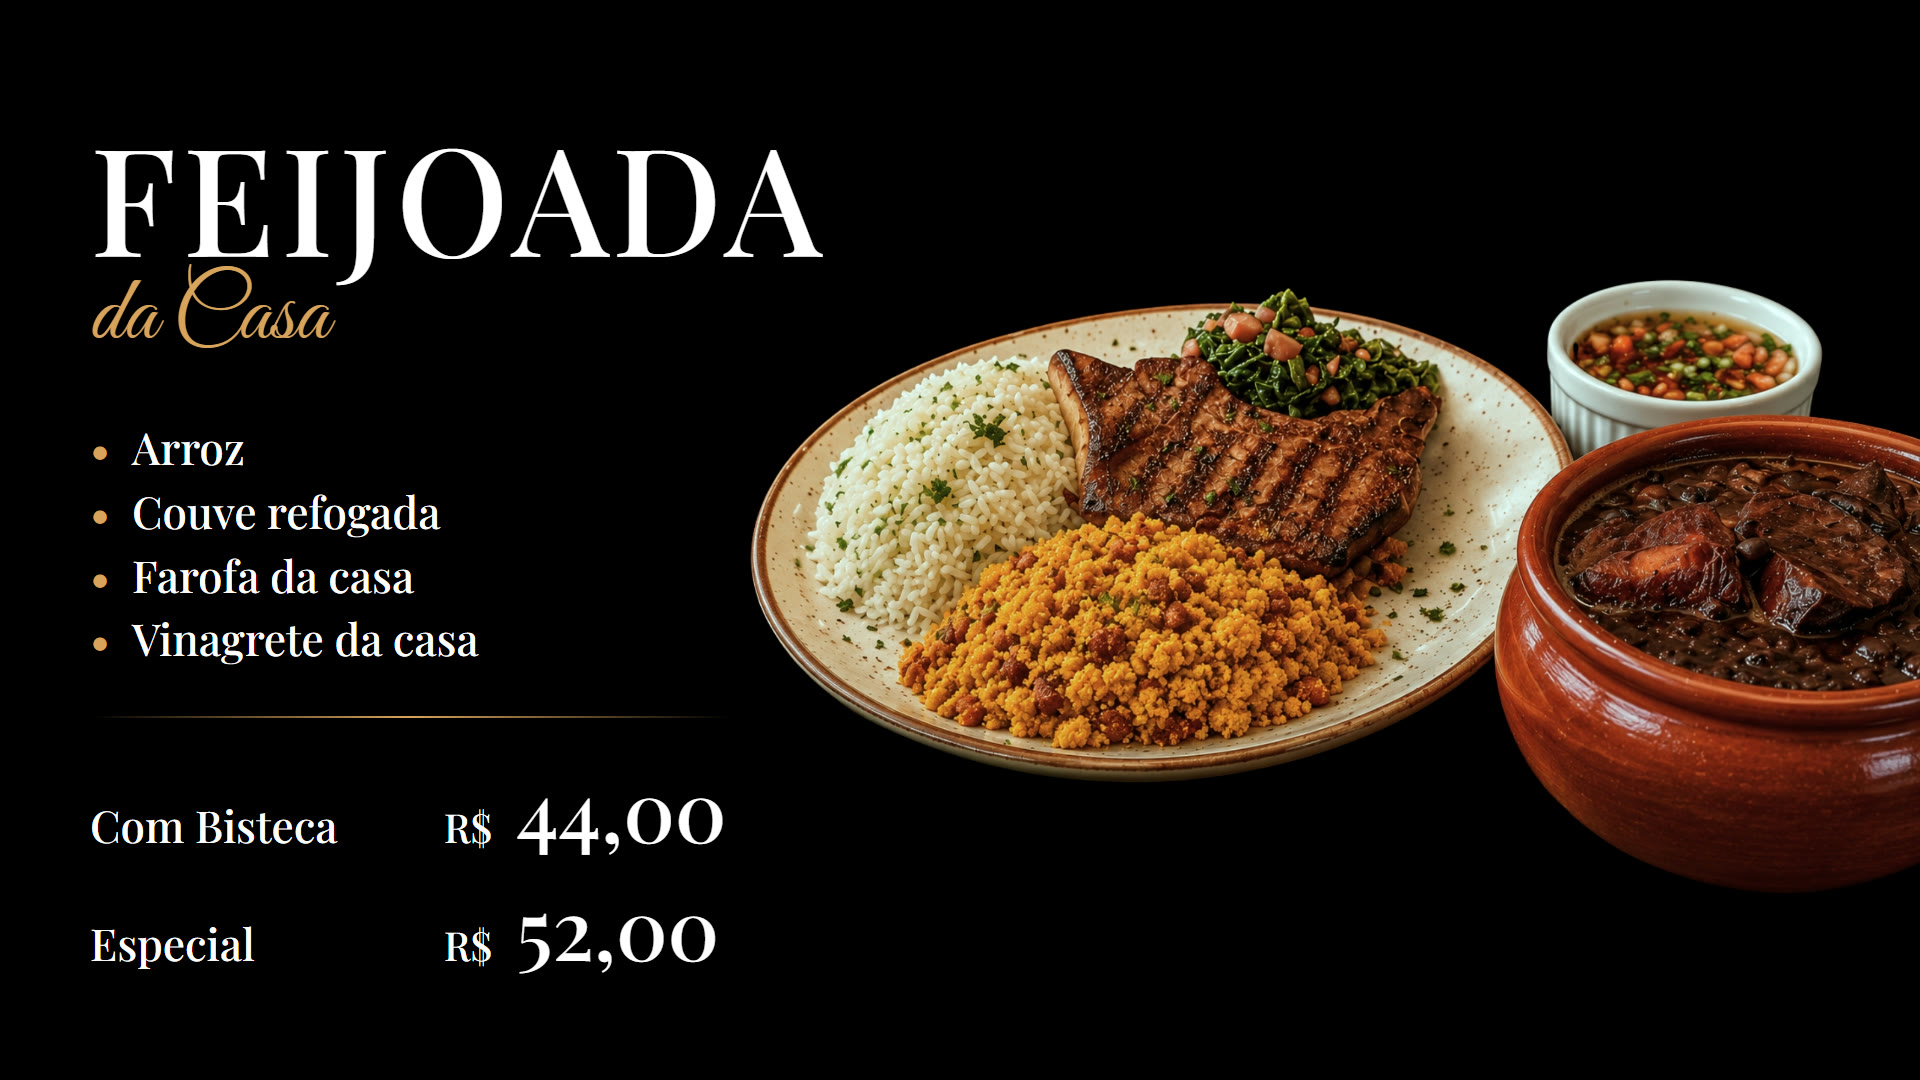 FEIJOADA
da Casa
• Arroz
• Couve refogada
• Farofa da casa
• Vinagrete da casa
Com Bisteca R$ 44,00
Especial R$ 52,00